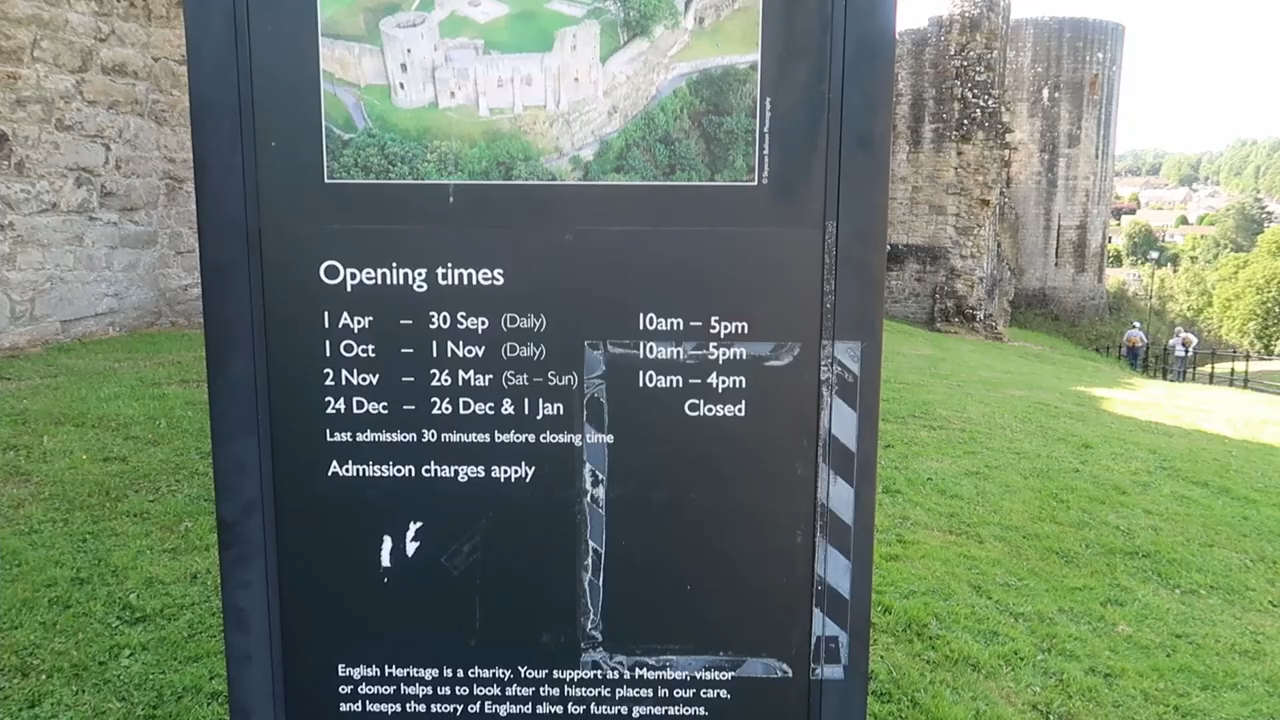 © Skyscan Balloon Photography
Opening times
1 Apr – 30 Sep (Daily) 10am – 5pm
1 Oct – 1 Nov (Daily) 10am – 5pm
2 Nov – 26 Mar (Sat – Sun) 10am – 4pm
24 Dec – 26 Dec & 1 Jan Closed
Last admission 30 minutes before closing time
Admission charges apply
English Heritage is a charity. Your support as a Member, visitor
or donor helps us to look after the historic places in our care,
and keeps the story of England alive for future generations.